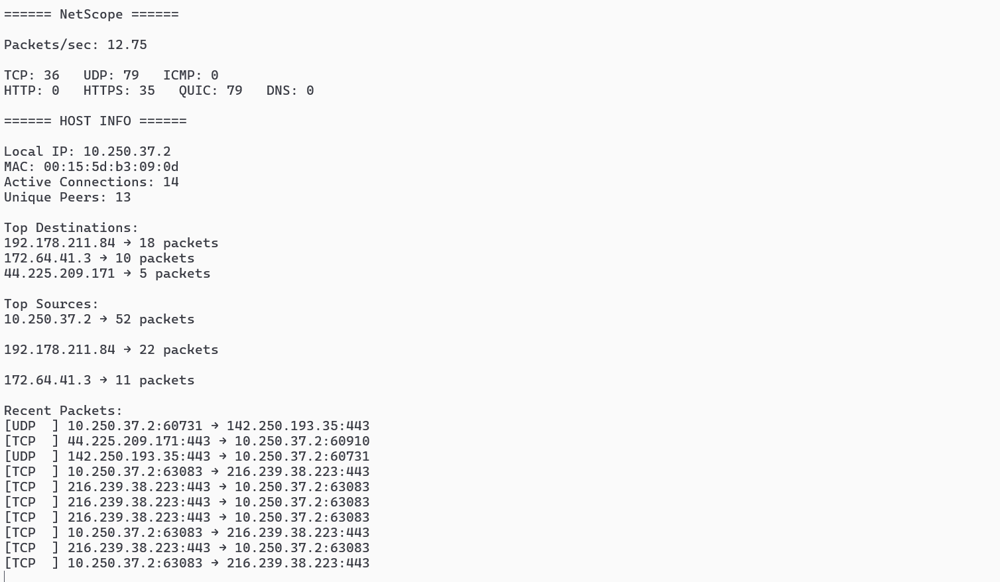 ====== NetScope ======
Packets/sec: 12.75
TCP: 36   UDP: 79   ICMP: 0
HTTP: 0   HTTPS: 35   QUIC: 79   DNS: 0
====== HOST INFO ======
Local IP: 10.250.37.2
MAC: 00:15:5d:b3:09:0d
Active Connections: 14
Unique Peers: 13
Top Destinations:
192.178.211.84 → 18 packets
172.64.41.3 → 10 packets
44.225.209.171 → 5 packets
Top Sources:
10.250.37.2 → 52 packets
192.178.211.84 → 22 packets
172.64.41.3 → 11 packets
Recent Packets:
[UDP  ] 10.250.37.2:60731 → 142.250.193.35:443
[TCP  ] 44.225.209.171:443 → 10.250.37.2:60910
[UDP  ] 142.250.193.35:443 → 10.250.37.2:60731
[TCP  ] 10.250.37.2:63083 → 216.239.38.223:443
[TCP  ] 216.239.38.223:443 → 10.250.37.2:63083
[TCP  ] 216.239.38.223:443 → 10.250.37.2:63083
[TCP  ] 216.239.38.223:443 → 10.250.37.2:63083
[TCP  ] 10.250.37.2:63083 → 216.239.38.223:443
[TCP  ] 216.239.38.223:443 → 10.250.37.2:63083
[TCP  ] 10.250.37.2:63083 → 216.239.38.223:443